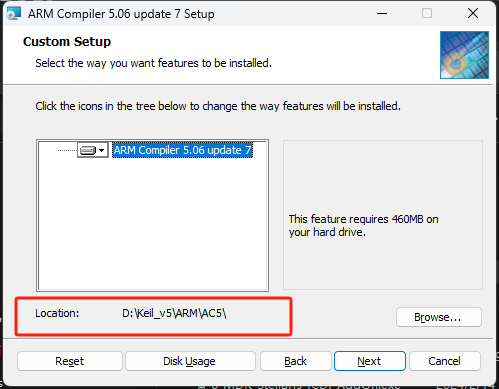 ARM Compiler 5.06 update 7 Setup
Custom Setup
Select the way you want features to be installed.
Click the icons in the tree below to change the way features will be installed.
ARM Compiler 5.06 update 7
This feature requires 460MB on
your hard drive.
Location: D:\Keil_v5\ARM\AC5\
Browse...
Reset Disk Usage Back Next Cancel